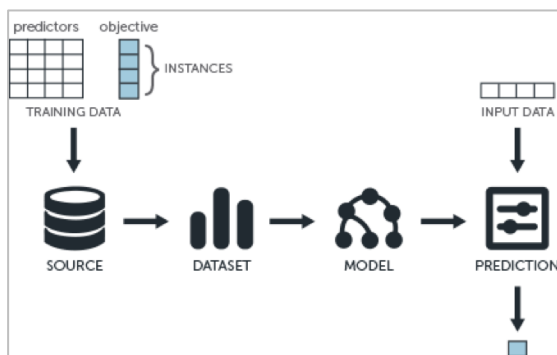 predictors objective
INSTANCES
TRAINING DATA
INPUT DATA
SOURCE DATASET MODEL PREDICTION